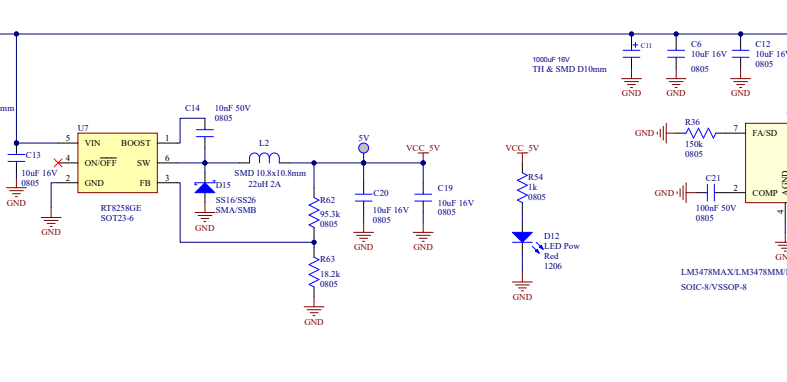 + C11
1000uF 16V
TH & SMD D10mm
GND
C6
10uF 16V
0805
GND
C12
10uF 16V
0805
GND
mm
C13
10uF 16V
0805
GND
U7
5 VIN BOOST 1
4 ON/OFF SW 6
2 GND FB 3
RT8258GE
SOT23-6
GND
C14
10nF 50V
0805
D15
SS16/SS26
SMA/SMB
GND
L2
SMD 10.8x10.8mm
22uH 2A
R62
95.3k
0805
R63
18.2k
0805
GND
5V
C20
10uF 16V
0805
GND
VCC_5V
C19
10uF 16V
0805
GND
VCC_5V
R54
1k
0805
D12
LED Pow
Red
1206
GND
R36
GND
150k
0805
7 FA/SD
C21
GND
100nF 50V
0805
2 COMP
AGND
4
LM3478MAX/LM3478MM/
SOIC-8/VSSOP-8